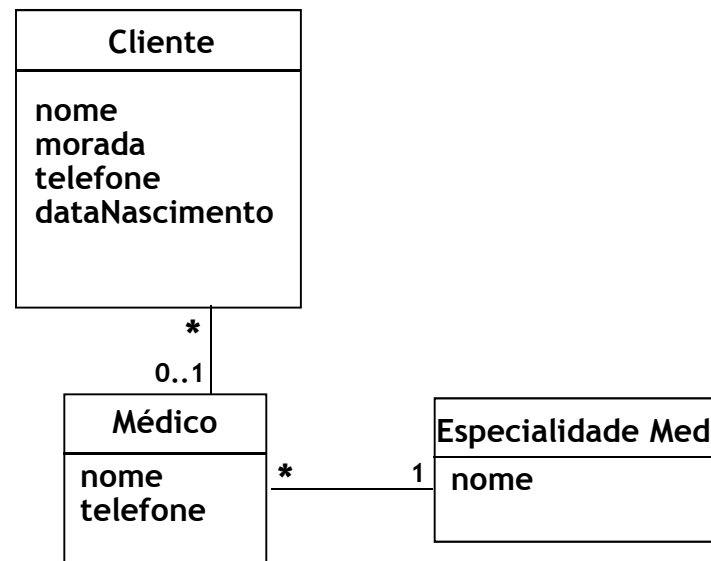 Cliente
nome
morada
telefone
dataNascimento
*
0..1
Médico
nome
telefone
*
1
Especialidade Med
nome